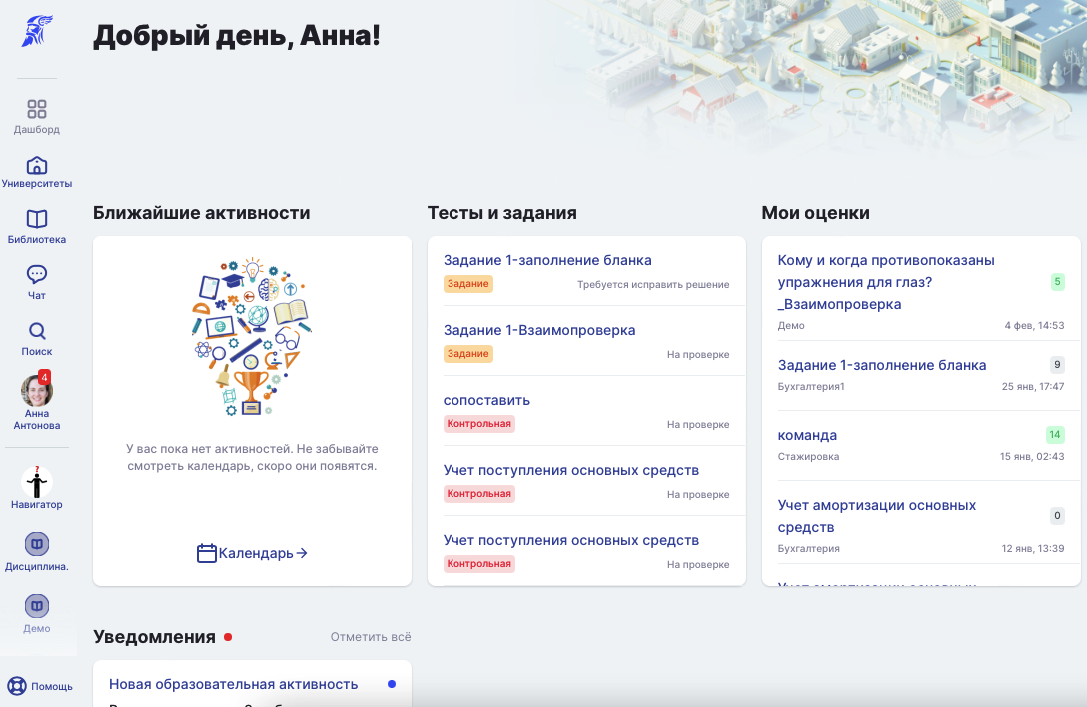 Добрый день, Анна!
Дашборд
Университеты
Библиотека
Чат
Поиск
4
Анна
Антонова
?
Навигатор
Дисциплина.
Демо
Помощь
Ближайшие активности
У вас пока нет активностей. Не забывайте
смотреть календарь, скоро они появятся.
Календарь
Тесты и задания
Задание 1-заполнение бланка
Задание Требуется исправить решение
Задание 1-Взаимопроверка
Задание На проверке
сопоставить
Контрольная На проверке
Учет поступления основных средств
Контрольная На проверке
Учет поступления основных средств
Контрольная На проверке
Мои оценки
Кому и когда противопоказаны
упражнения для глаз? 5
_Взаимопроверка
Демо 4 фев, 14:53
Задание 1-заполнение бланка 9
Бухгалтерия1 25 янв, 17:47
команда 14
Стажировка 15 янв, 02:43
Учет амортизации основных
средств 0
Бухгалтерия 12 янв, 13:39
Учет амортизации основных
Уведомления Отметить всё
Новая образовательная активность